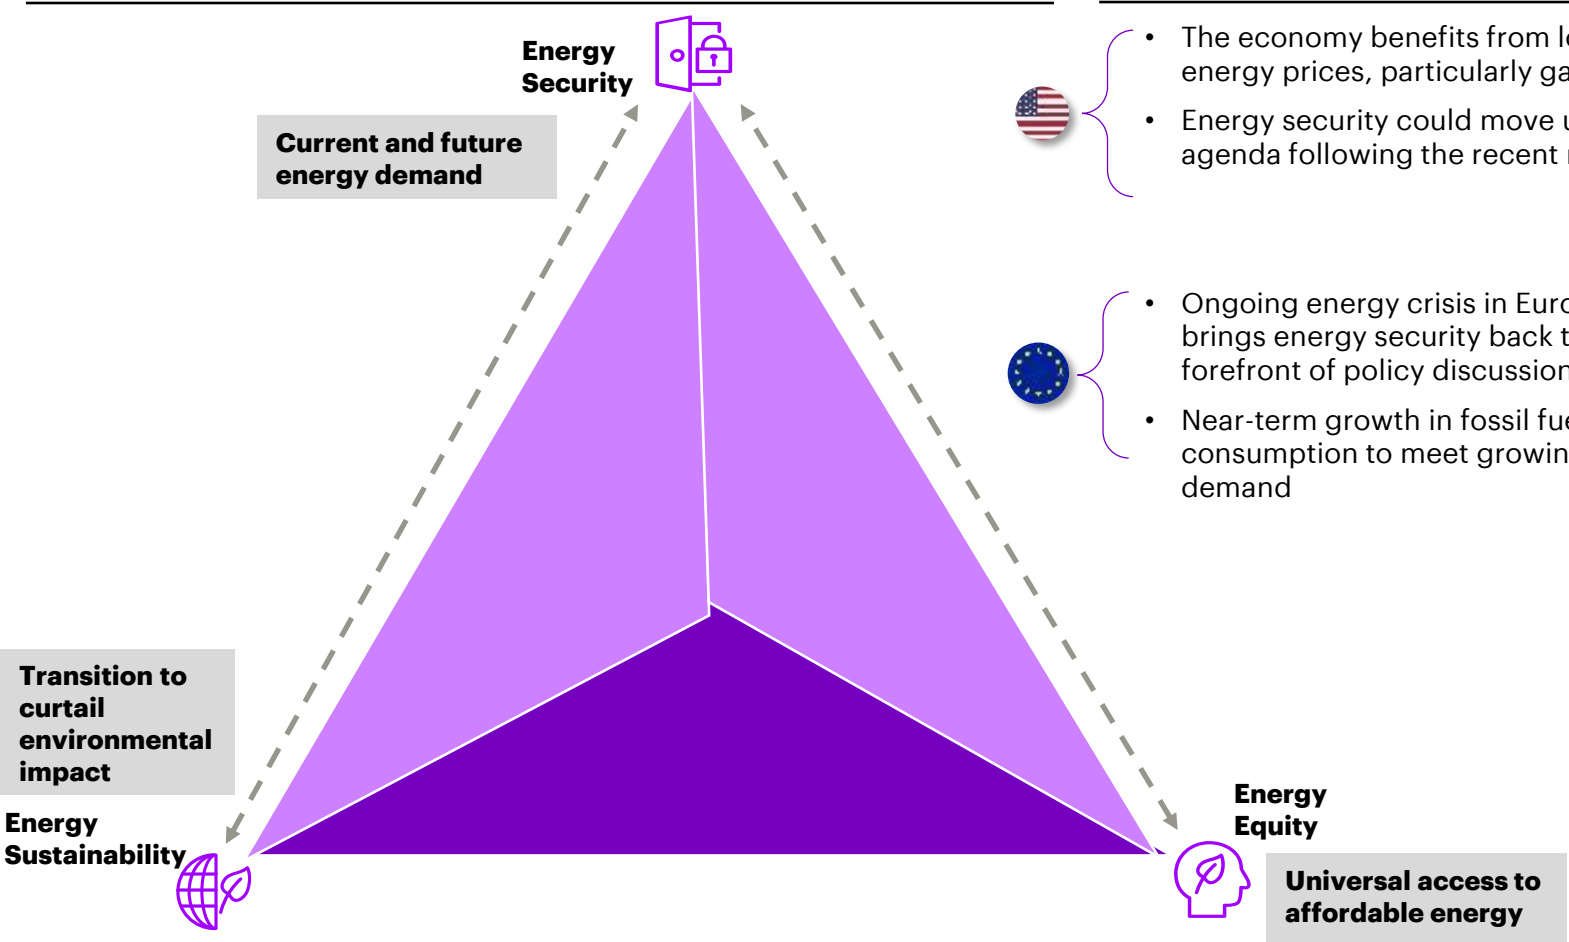 Energy
Security
Current and future
energy demand
Transition to
curtail
environmental
impact
Energy
Sustainability
Energy
Equity
Universal access to
affordable energy
• The economy benefits from
energy prices, particularly
• Energy security could move
agenda following the recent
• Ongoing energy crisis in
brings energy security back
forefront of policy discussion
• Near-term growth in fossil
consumption to meet
demand